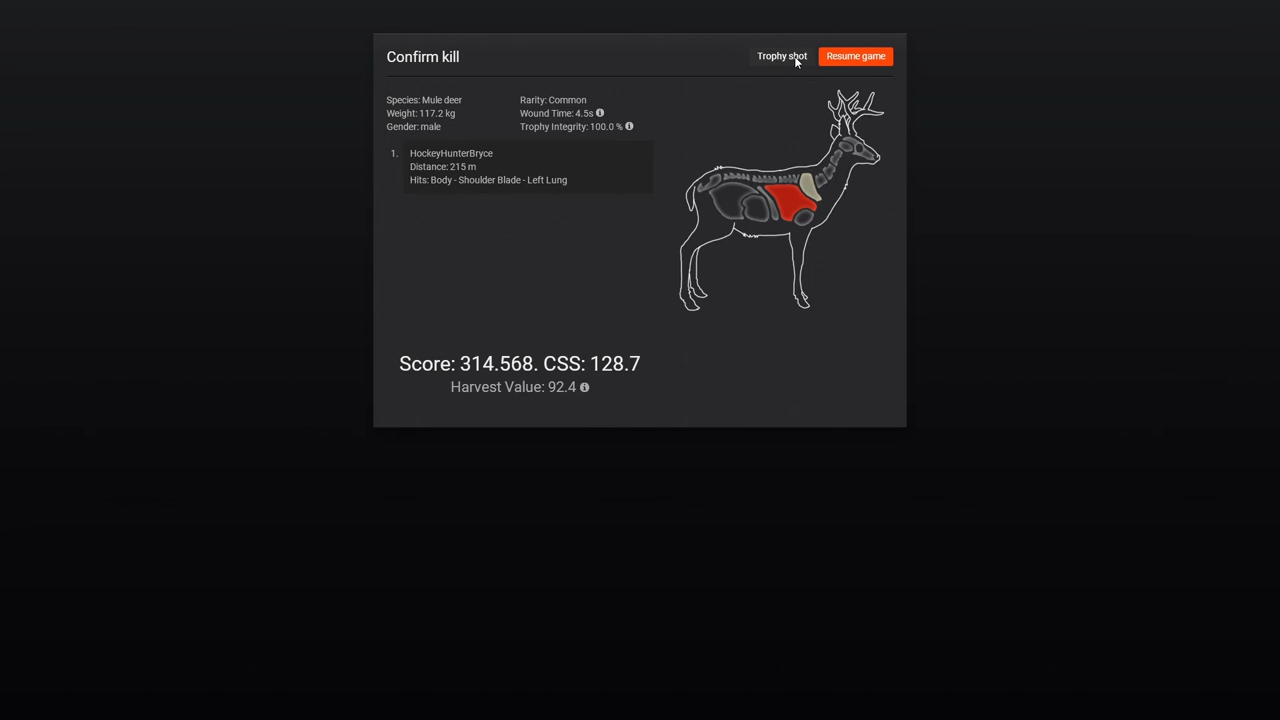 Confirm kill
Trophy shot
Resume game
Species: Mule deer
Weight: 117.2 kg
Gender: male
Rarity: Common
Wound Time: 4.5s
Trophy Integrity: 100.0 %
1. HockeyHunterBryce
Distance: 215 m
Hits: Body - Shoulder Blade - Left Lung
Score: 314.568. CSS: 128.7
Harvest Value: 92.4